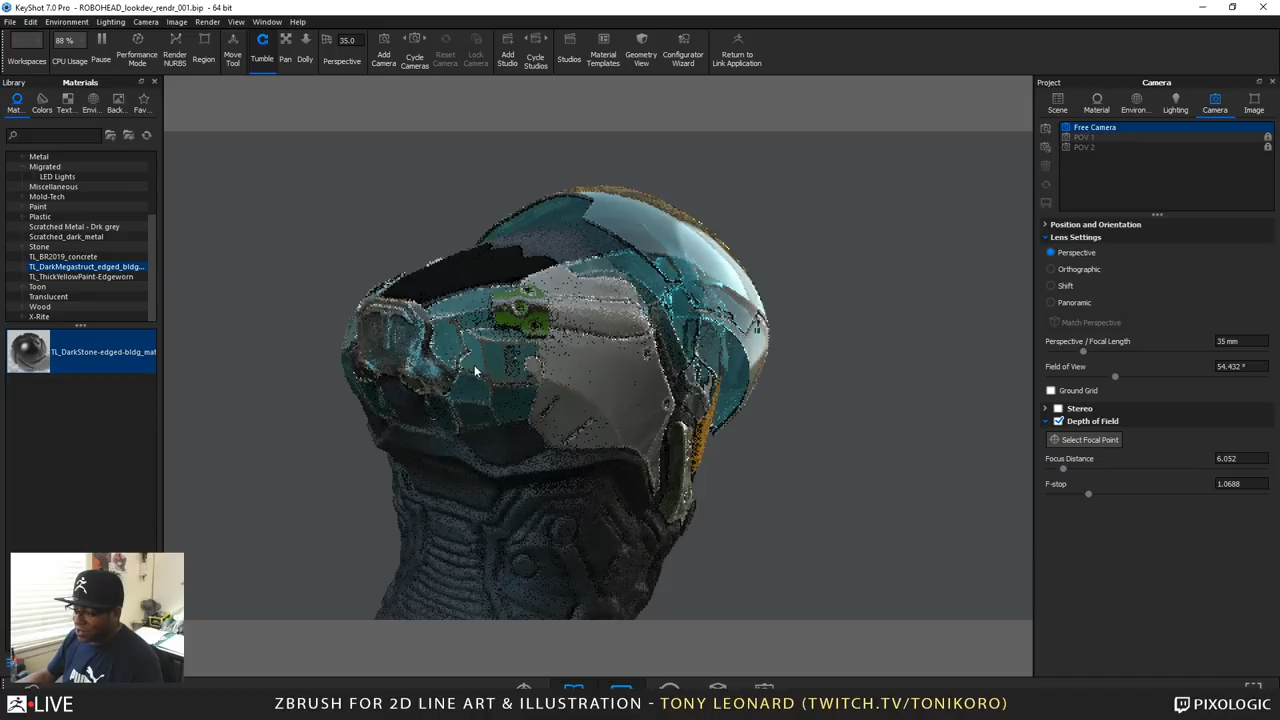 KeyShot 7.0 Pro - ROBOHEAD_lookdev_rendr_001.bip - 64 bit
File Edit Environment Lighting Camera Image Render View Window Help
88 % 35.0
Workspaces CPU Usage Pause Performance Mode Render NURBS Region Move Tool Tumble Pan Dolly Perspective Add Camera Cycle Cameras Reset Camera Lock Camera Add Studio Cycle Studios Studios Material Templates Geometry View Configurator Wizard Return to Link Application
Library Materials
Mat... Colors Text... Envi... Back... Fav...
Metal
Migrated
LED Lights
Miscellaneous
Mold-Tech
Paint
Plastic
Scratched Metal - Drk grey
Scratched_dark_metal
Stone
TL_BR2019_concrete
TL_DarkMegastruct_edged_bldg...
TL_ThickYellowPaint-Edgeworn
Toon
Translucent
Wood
X-Rite
TL_DarkStone-edged-bldg_mat
Project Camera
Scene Material Environ... Lighting Camera Image
Free Camera
POV 1
POV 2
Position and Orientation
Lens Settings
Perspective
Orthographic
Shift
Panoramic
Match Perspective
Perspective / Focal Length 35 mm
Field of View 54.432 °
Ground Grid
Stereo
Depth of Field
Select Focal Point
Focus Distance 6.052
F-stop 1.0688
LIVE ZBRUSH FOR 2D LINE ART & ILLUSTRATION - TONY LEONARD (TWITCH.TV/TONIKORO) PIXOLOGIC